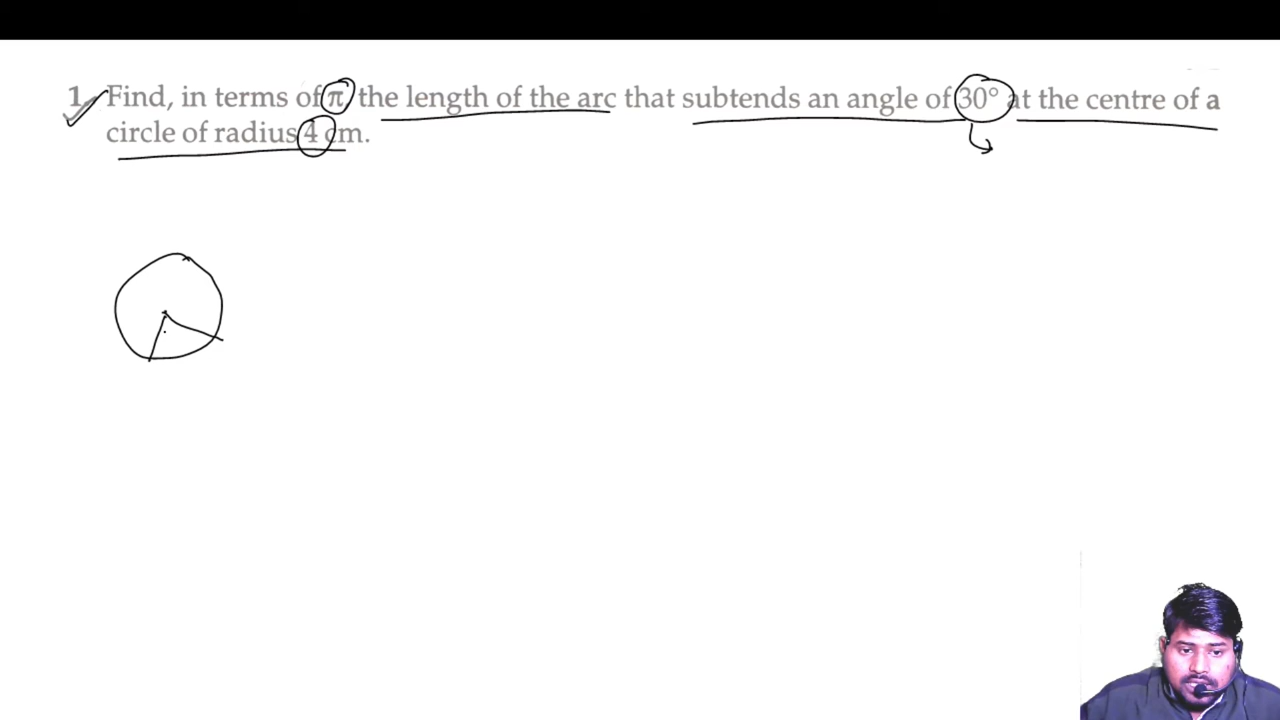 1. Find, in terms of π, the length of the arc that subtends an angle of 30° at the centre of a
circle of radius 4 cm.